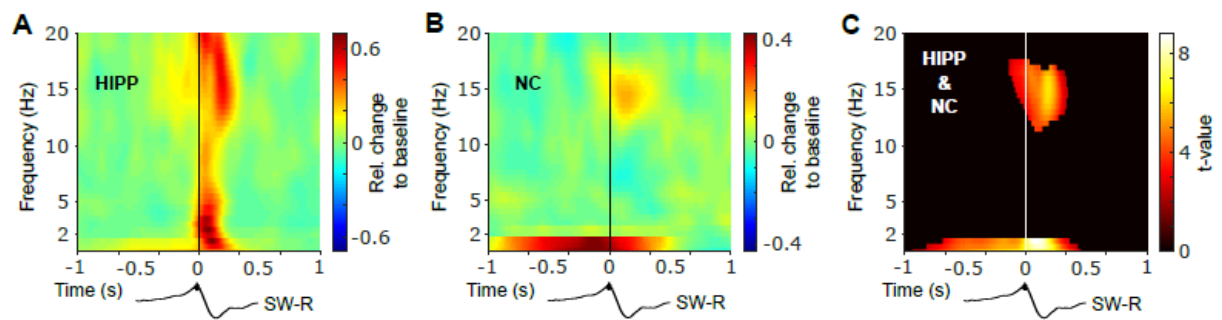 A
Frequency (Hz)
20
15
10
5
2
HIPP
-1
-0.5
0
0.5
1
Time (s)
SW-R
0.6
0
-0.6
Rel. change
to baseline
B
Frequency (Hz)
20
15
10
5
2
NC
-1
-0.5
0
0.5
1
Time (s)
SW-R
0.4
0
-0.4
Rel. change
to baseline
C
Frequency (Hz)
20
15
10
5
2
HIPP
&
NC
-1
-0.5
0
0.5
1
Time (s)
SW-R
8
4
0
t-value